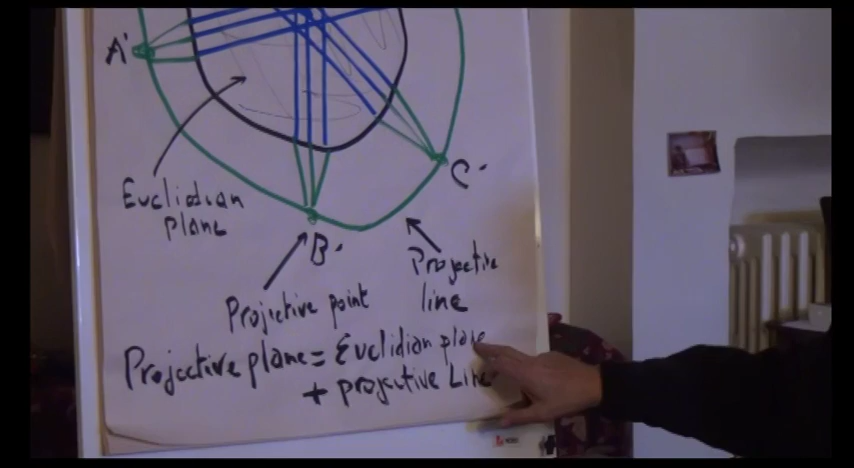 A'
Euclidian
plane
B.
C.
Projective point
Projective
line
Projective plane = Euclidian plane
+ projective Line